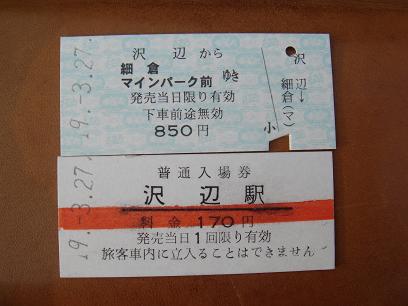 沢辺から
細倉
マインパーク前 ゆき
発売当日限り有効
下車前途無効
850円
19.-3.27.
小
沢辺→細倉(マ)
普通入場券
沢辺駅
料金 170円
発売当日1回限り有効
旅客車内に立入ることはできません
19.-3.27.